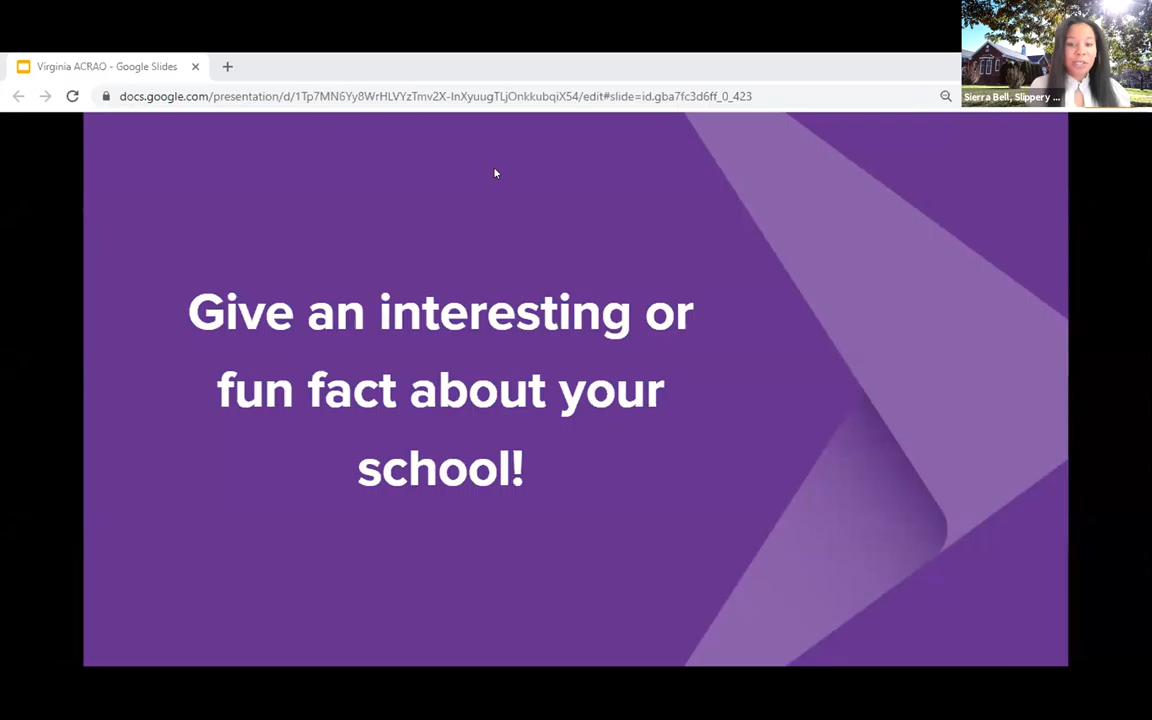 Virginia ACRAO - Google Slides
docs.google.com/presentation/d/1Tp7MN6Yy8WrHLVYzTmv2X-InXyuugTLjOnkkubqiX54/edit#slide=id.gba7fc3d6ff_0_423
Sierra Bell, Slippery ...
Give an interesting or
fun fact about your
school!